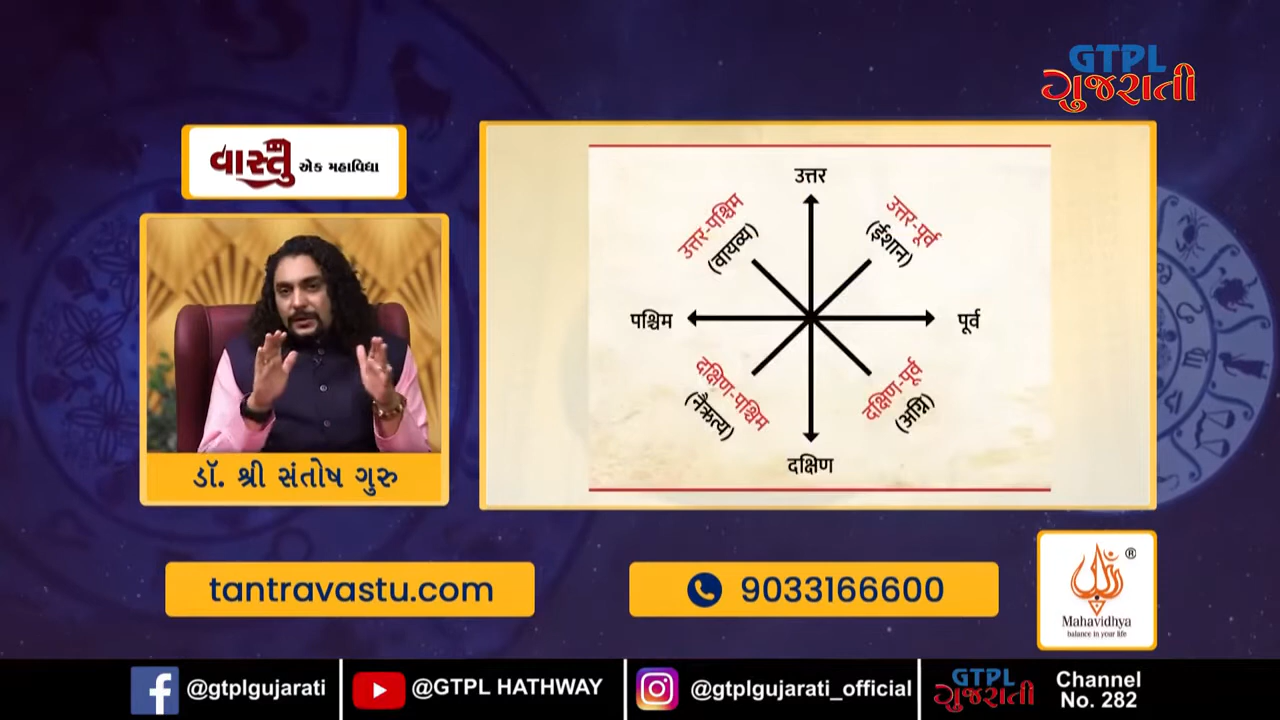 GTPL
ગુજરાતી
વાસ્તુ એક મહાવિદ્યા
उत्तर
उत्तर-पश्चिम
(वायव्य)
उत्तर-पूर्व
(ईशान)
पश्चिम
पूर्व
दक्षिण-पश्चिम
(नैऋत्य)
दक्षिण-पूर्व
(अग्नि)
दक्षिण
ડૉ. શ્રી સંતોષ ગુરુ
tantravastu.com
9033166600
®
Mahavidhya
balance in your life
@gtplgujarati
@GTPL HATHWAY
@gtplgujarati_official
GTPL
ગુજરાતી
Channel
No. 282